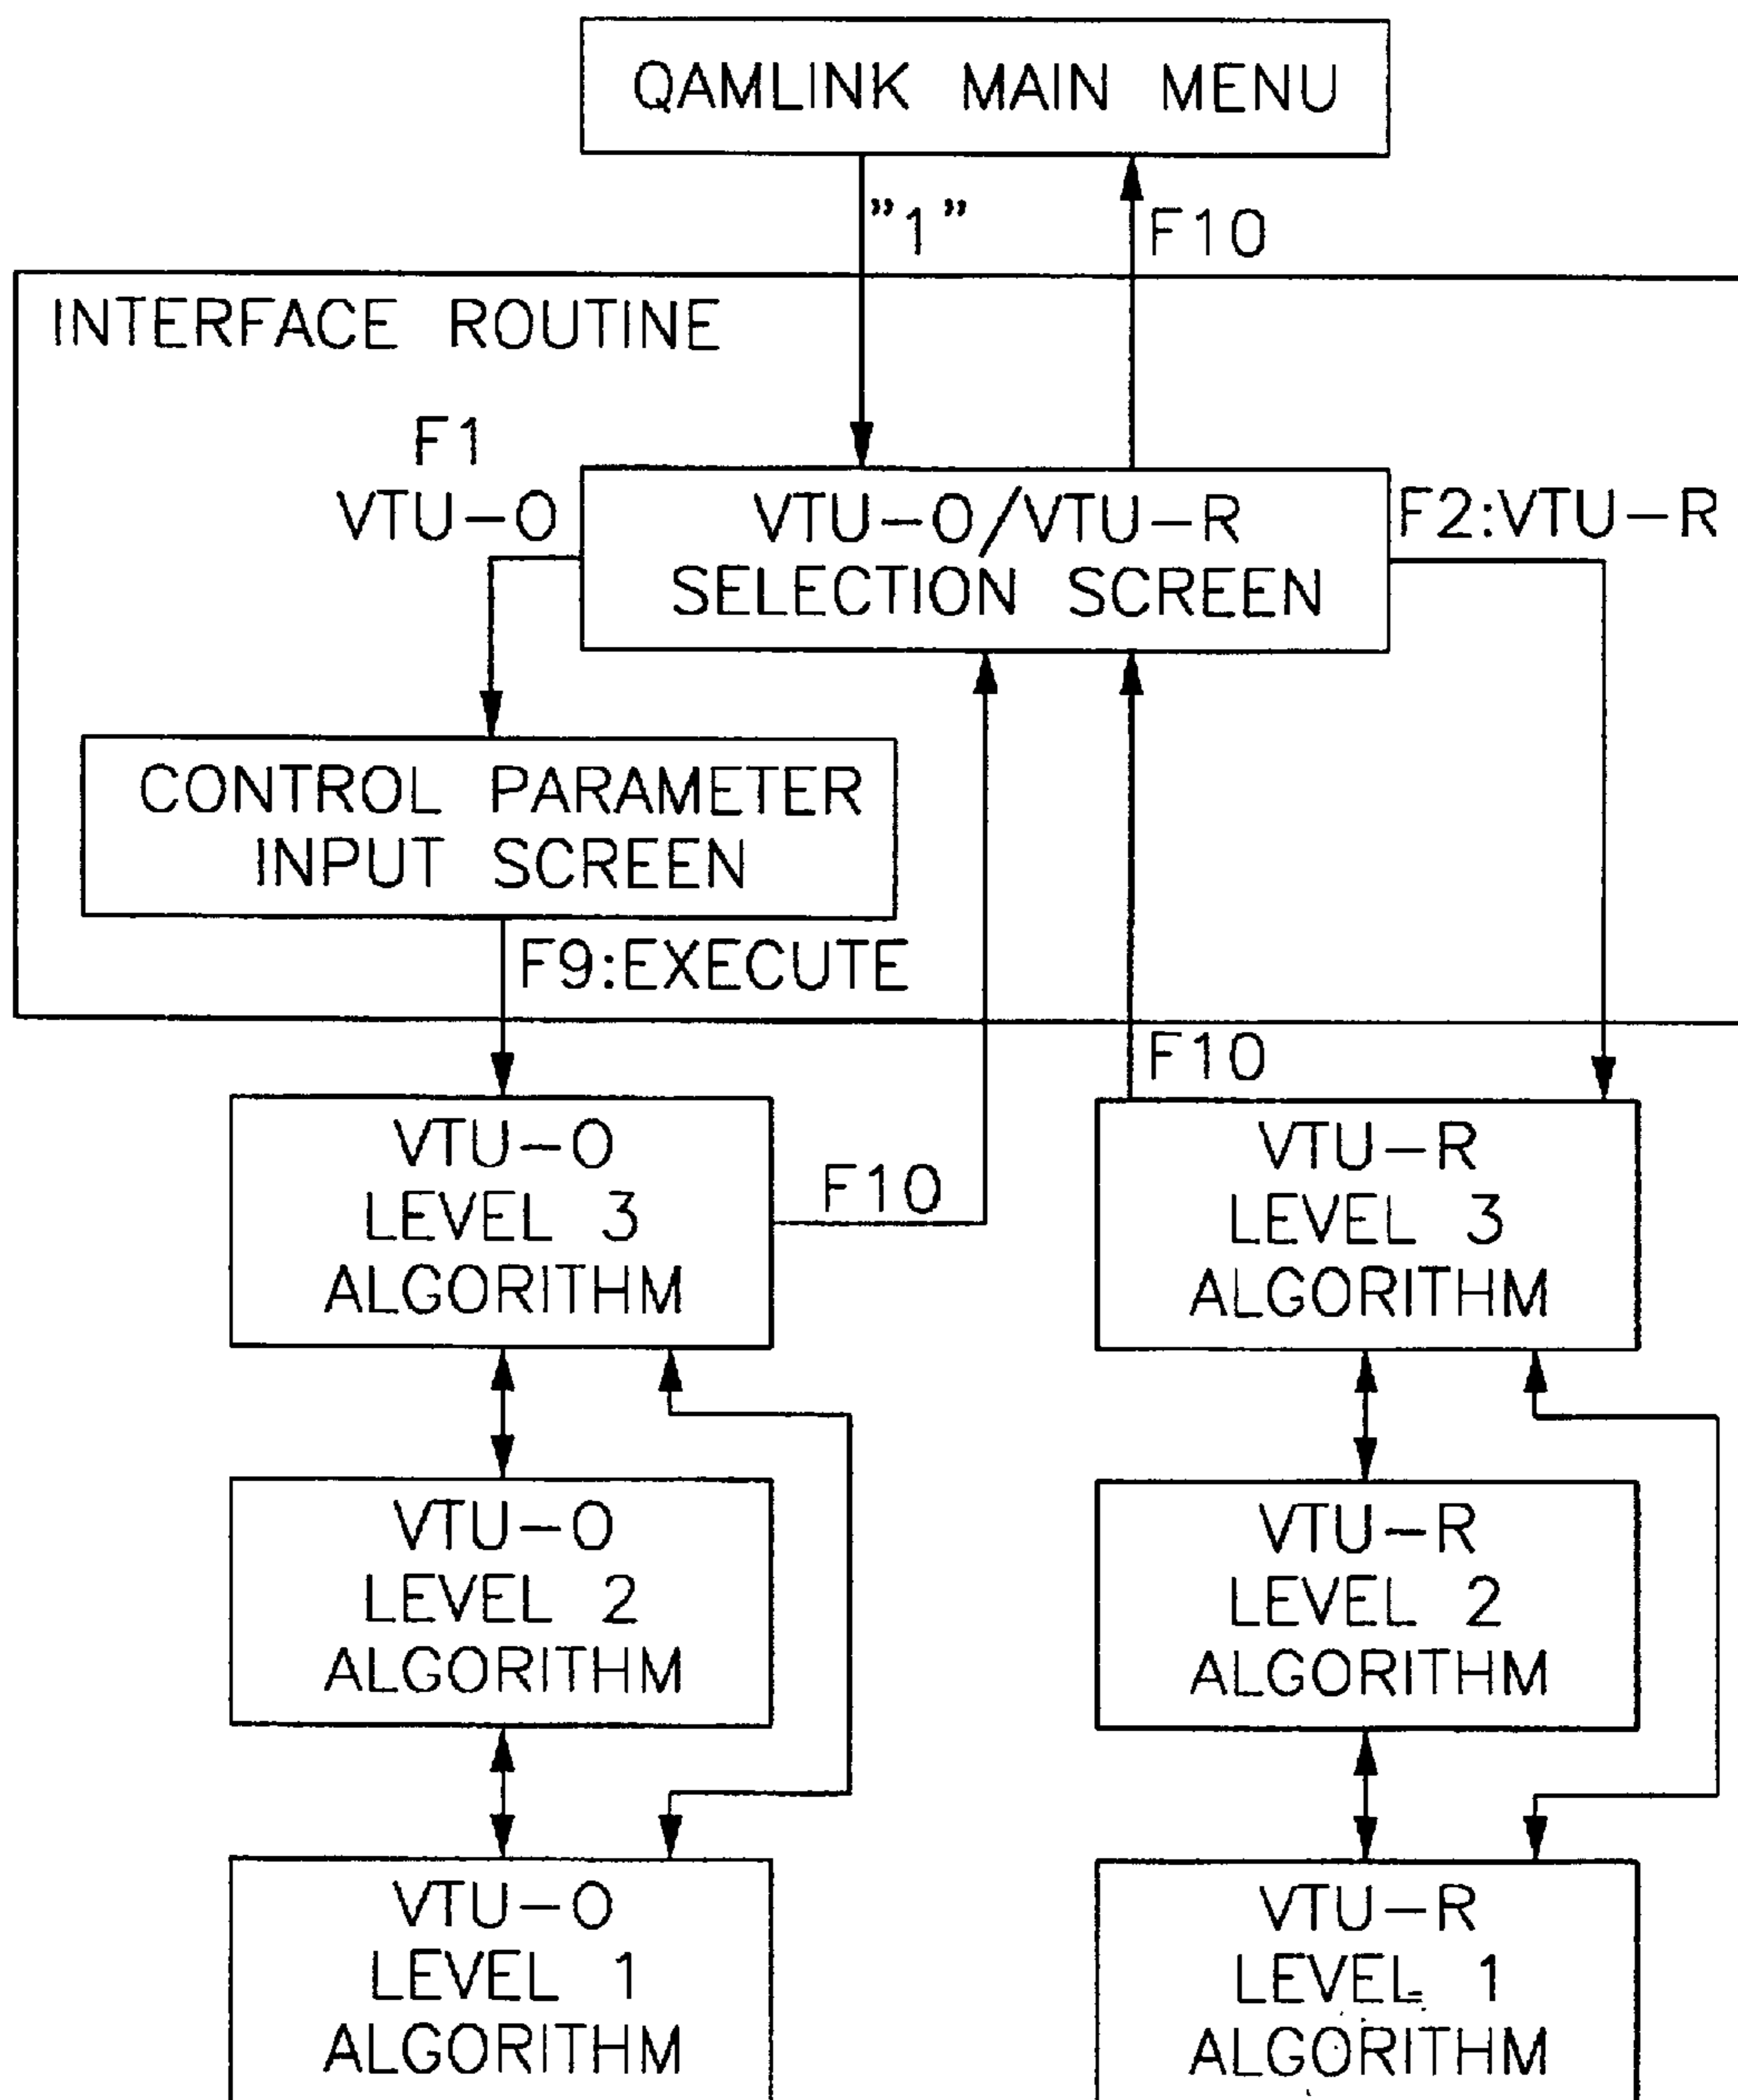 QAMLINK MAIN MENU
"1"
F10
INTERFACE ROUTINE
F1
VTU-O
VTU-O/VTU-R
SELECTION SCREEN
F2:VTU-R
CONTROL PARAMETER
INPUT SCREEN
F9:EXECUTE
F10
VTU-O
LEVEL 3
ALGORITHM
F10
VTU-R
LEVEL 3
ALGORITHM
VTU-O
LEVEL 2
ALGORITHM
VTU-R
LEVEL 2
ALGORITHM
VTU-O
LEVEL 1
ALGORITHM
VTU-R
LEVEL 1
ALGORITHM